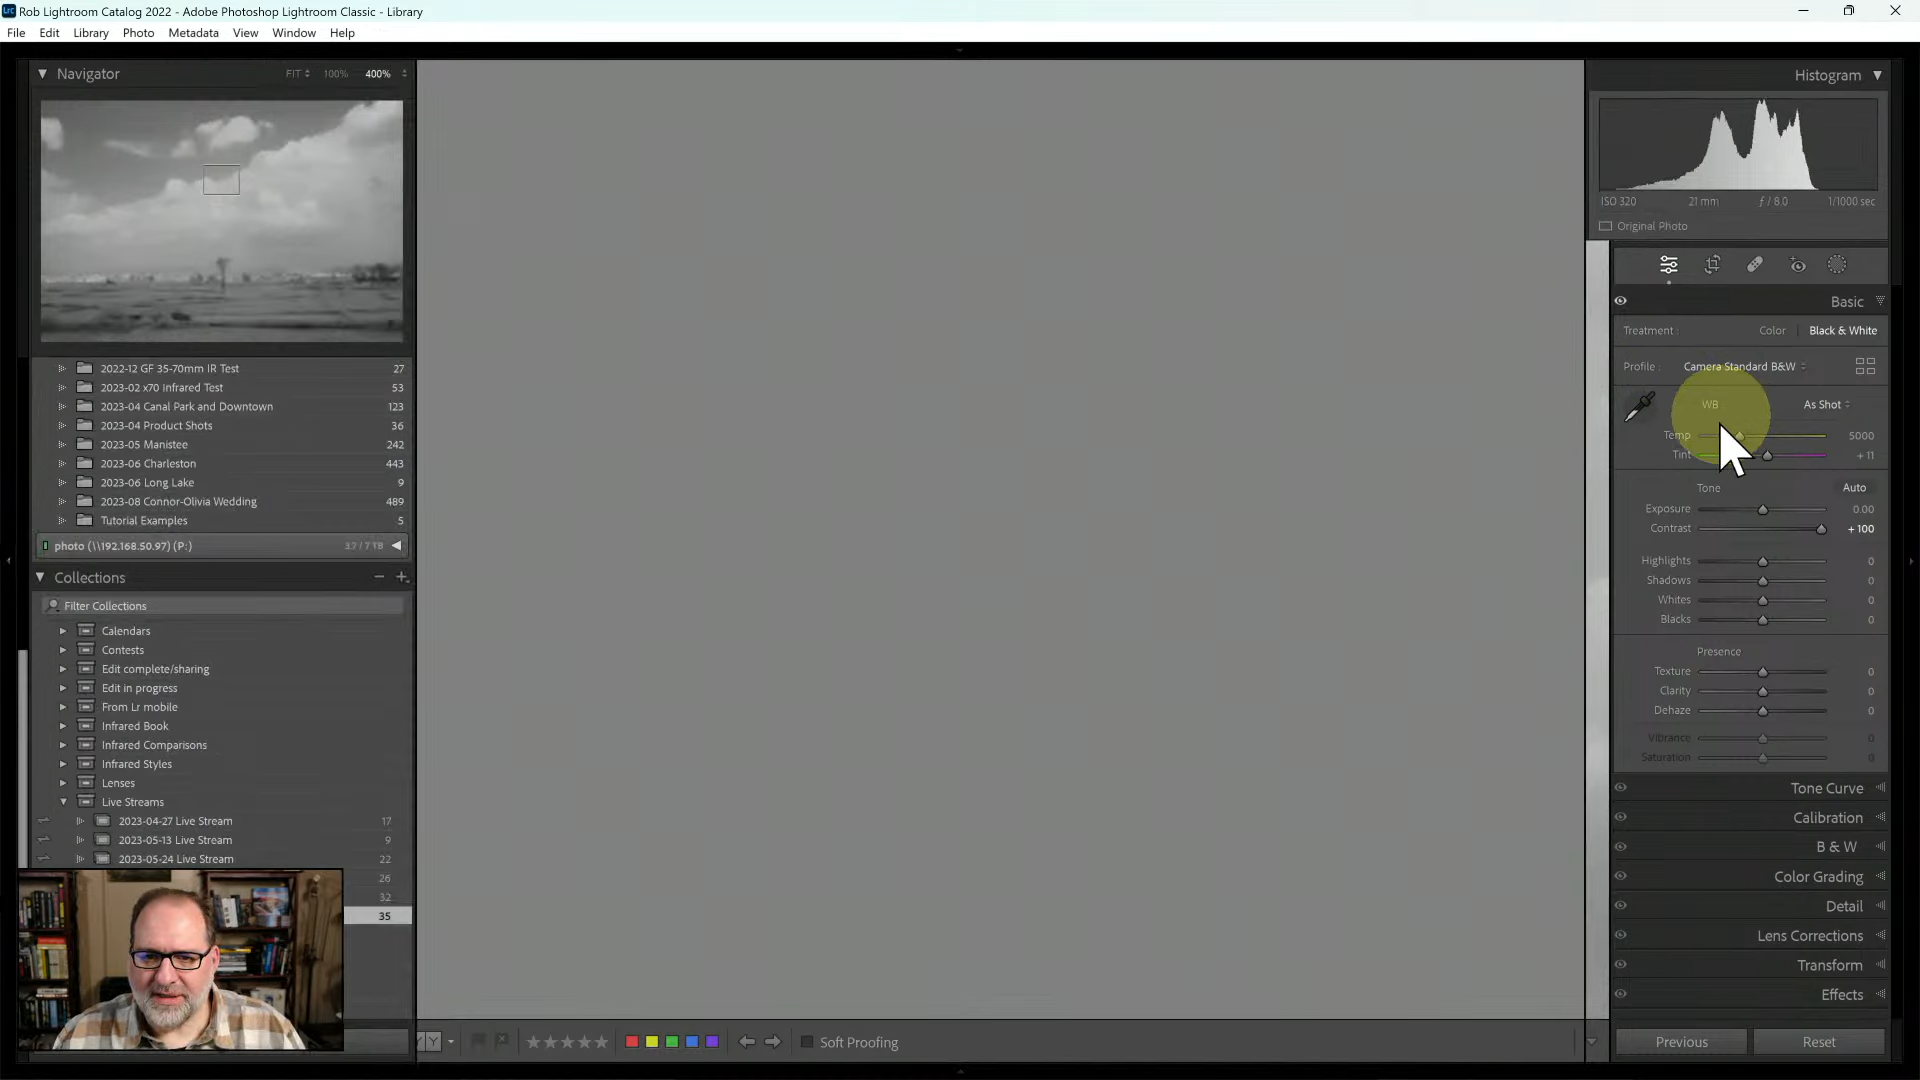 Rob Lightroom Catalog 2022 - Adobe Photoshop Lightroom Classic - Library
File Edit Library Photo Metadata View Window Help
Navigator FIT 100% 400%
2022-12 GF 35-70mm IR Test 27
2023-02 x70 Infrared Test 53
2023-04 Canal Park and Downtown 123
2023-04 Product Shots 36
2023-05 Manistee 242
2023-06 Charleston 443
2023-06 Long Lake 9
2023-08 Connor-Olivia Wedding 489
Tutorial Examples 5
photo (\\192.168.50.97) (P:) 3.7 / 7 TB
Collections
Filter Collections
Calendars
Contests
Edit complete/sharing
Edit in progress
From Lr mobile
Infrared Book
Infrared Comparisons
Infrared Styles
Lenses
Live Streams
2023-04-27 Live Stream 17
2023-05-13 Live Stream 9
2023-05-24 Live Stream 22
26
32
35
Y Soft Proofing
Histogram
ISO 320 21 mm ƒ / 8.0 1/1000 sec
Original Photo
Basic
Treatment : Color Black & White
Profile : Camera Standard B&W
WB As Shot
Temp 5000
Tint + 11
Tone Auto
Exposure 0.00
Contrast + 100
Highlights 0
Shadows 0
Whites 0
Blacks 0
Presence
Texture 0
Clarity 0
Dehaze 0
Vibrance 0
Saturation 0
Tone Curve
Calibration
B & W
Color Grading
Detail
Lens Corrections
Transform
Effects
Previous Reset